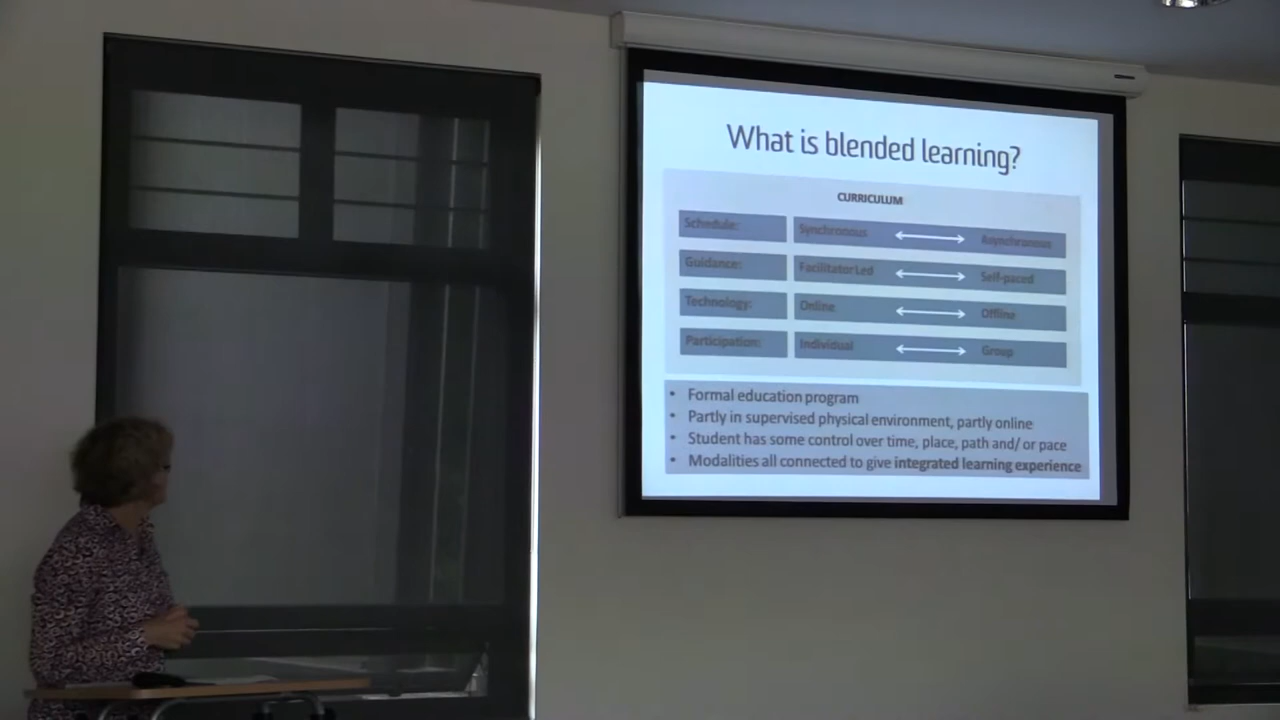 What is blended learning?
CURRICULUM
Schedule: Synchronous Asynchronous
Guidance: Facilitator Led Self-paced
Technology: Online Offline
Participation: Individual Group
• Formal education program
• Partly in supervised physical environment, partly online
• Student has some control over time, place, path and/ or pace
• Modalities all connected to give integrated learning experience